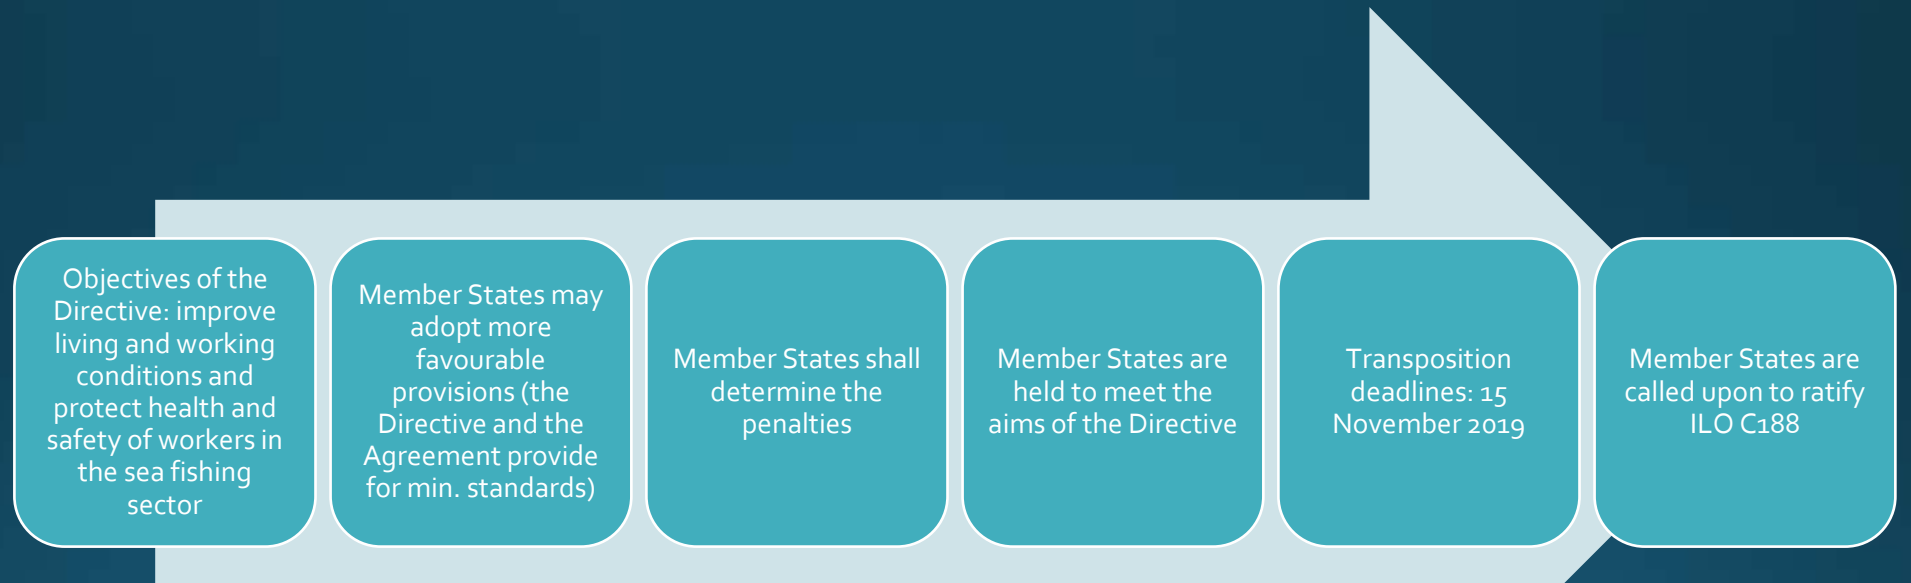 Objectives of the
Directive: improve
living and working
conditions and
protect health and
safety of workers in
the sea fishing
sector
Member States may
adopt more
favourable
provisions (the
Directive and the
Agreement provide
for min. standards)
Member States shall
determine the
penalties
Member States are
held to meet the
aims of the Directive
Transposition
deadlines: 15
November 2019
Member States are
called upon to ratify
ILO C188